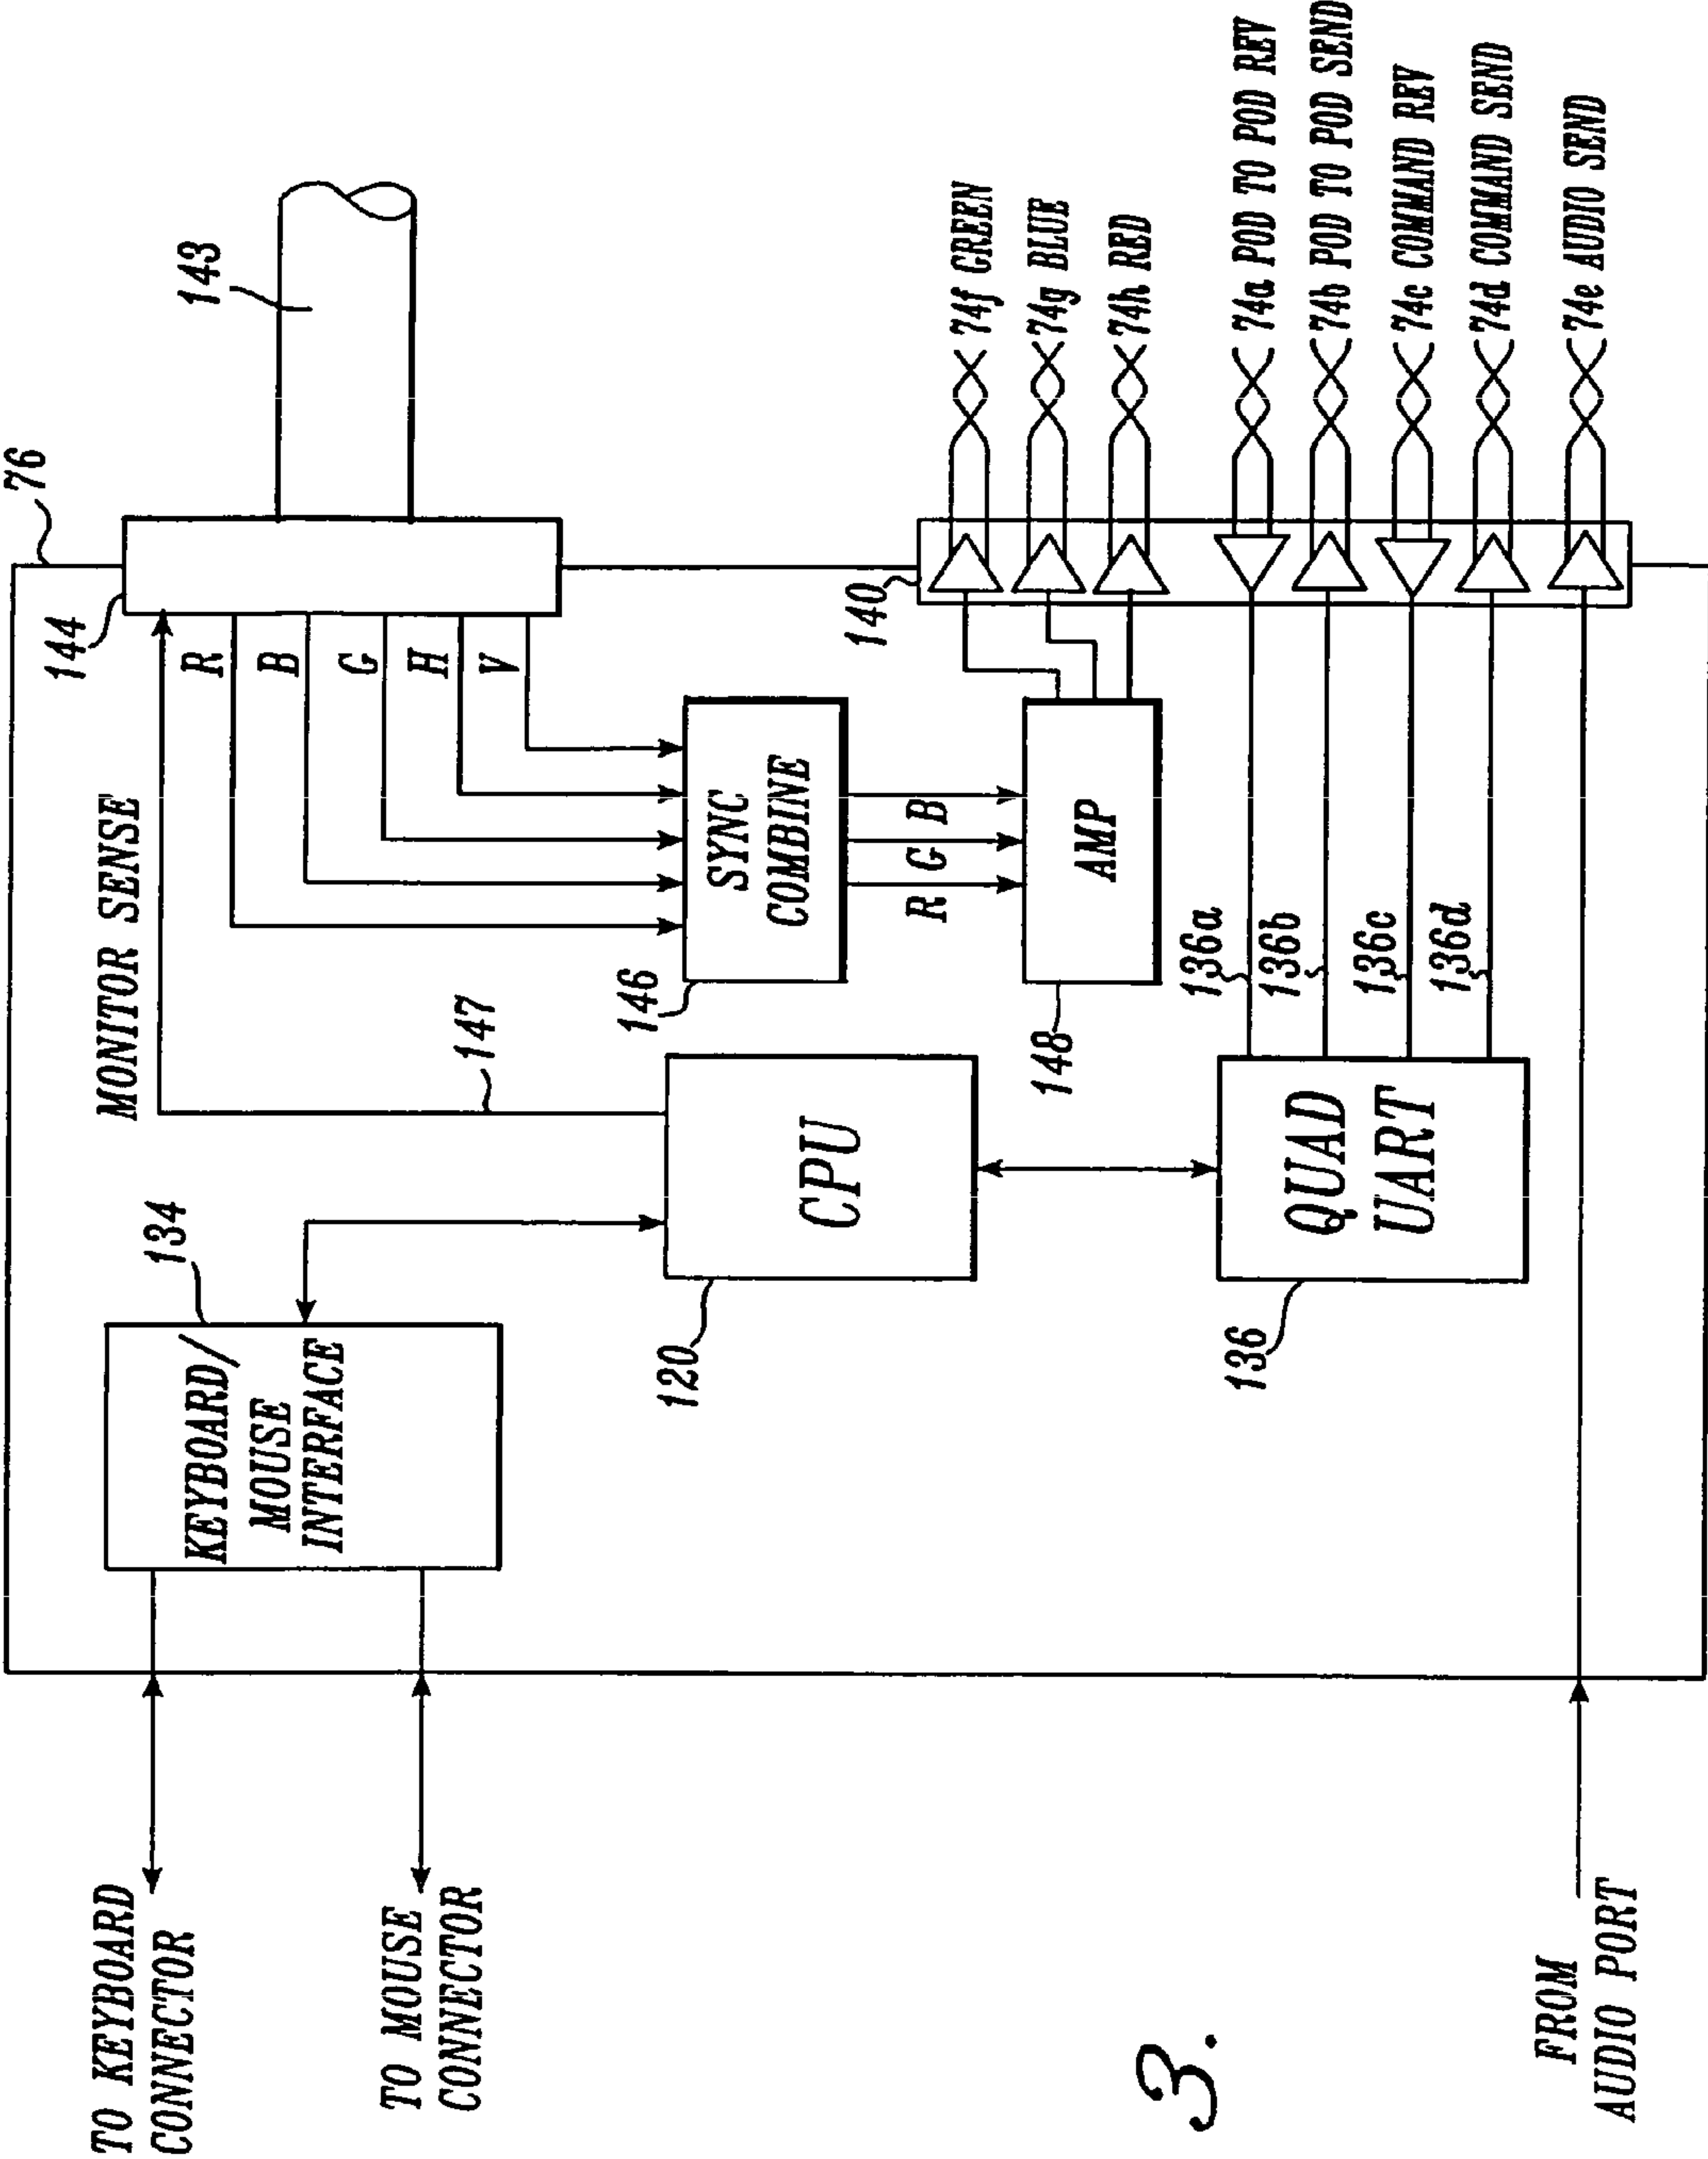 76
144
143
MONITOR SENSE
R
B
G
H
V
134
KEYBOARD/
MOUSE
INTERFACE
TO KEYBOARD
CONNECTOR
TO MOUSE
CONNECTOR
147
146
SYNC
COMBINE
R G B
120
CPU
148
AMP
140
74f GREEN
74g BLUE
74h RED
74a POD TO POD REV
74b POD TO POD SEND
74c COMMAND REV
74d COMMAND SEND
74e AUDIO SEND
136a
136b
136c
136d
136
QUAD
UART
FROM
AUDIO PORT
3.